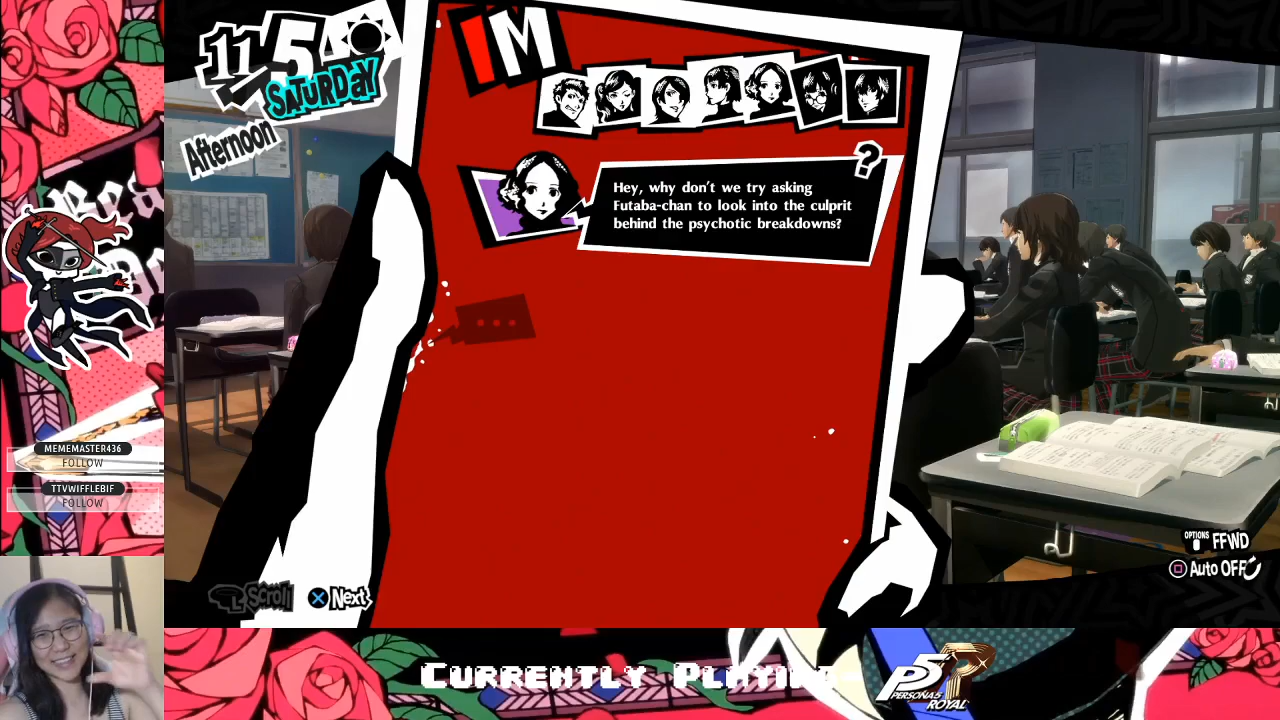 11/5
SATURDAY
Afternoon
IM
?
Hey, why don't we try asking
Futaba-chan to look into the culprit
behind the psychotic breakdowns?
...
MEMEMASTER436
FOLLOW
TTVWIFFLEBIF
FOLLOW
OPTIONS FFWD
Auto OFF
L Scroll
Next
CURRENTLY PLAYING
P5R
PERSONA5
ROYAL